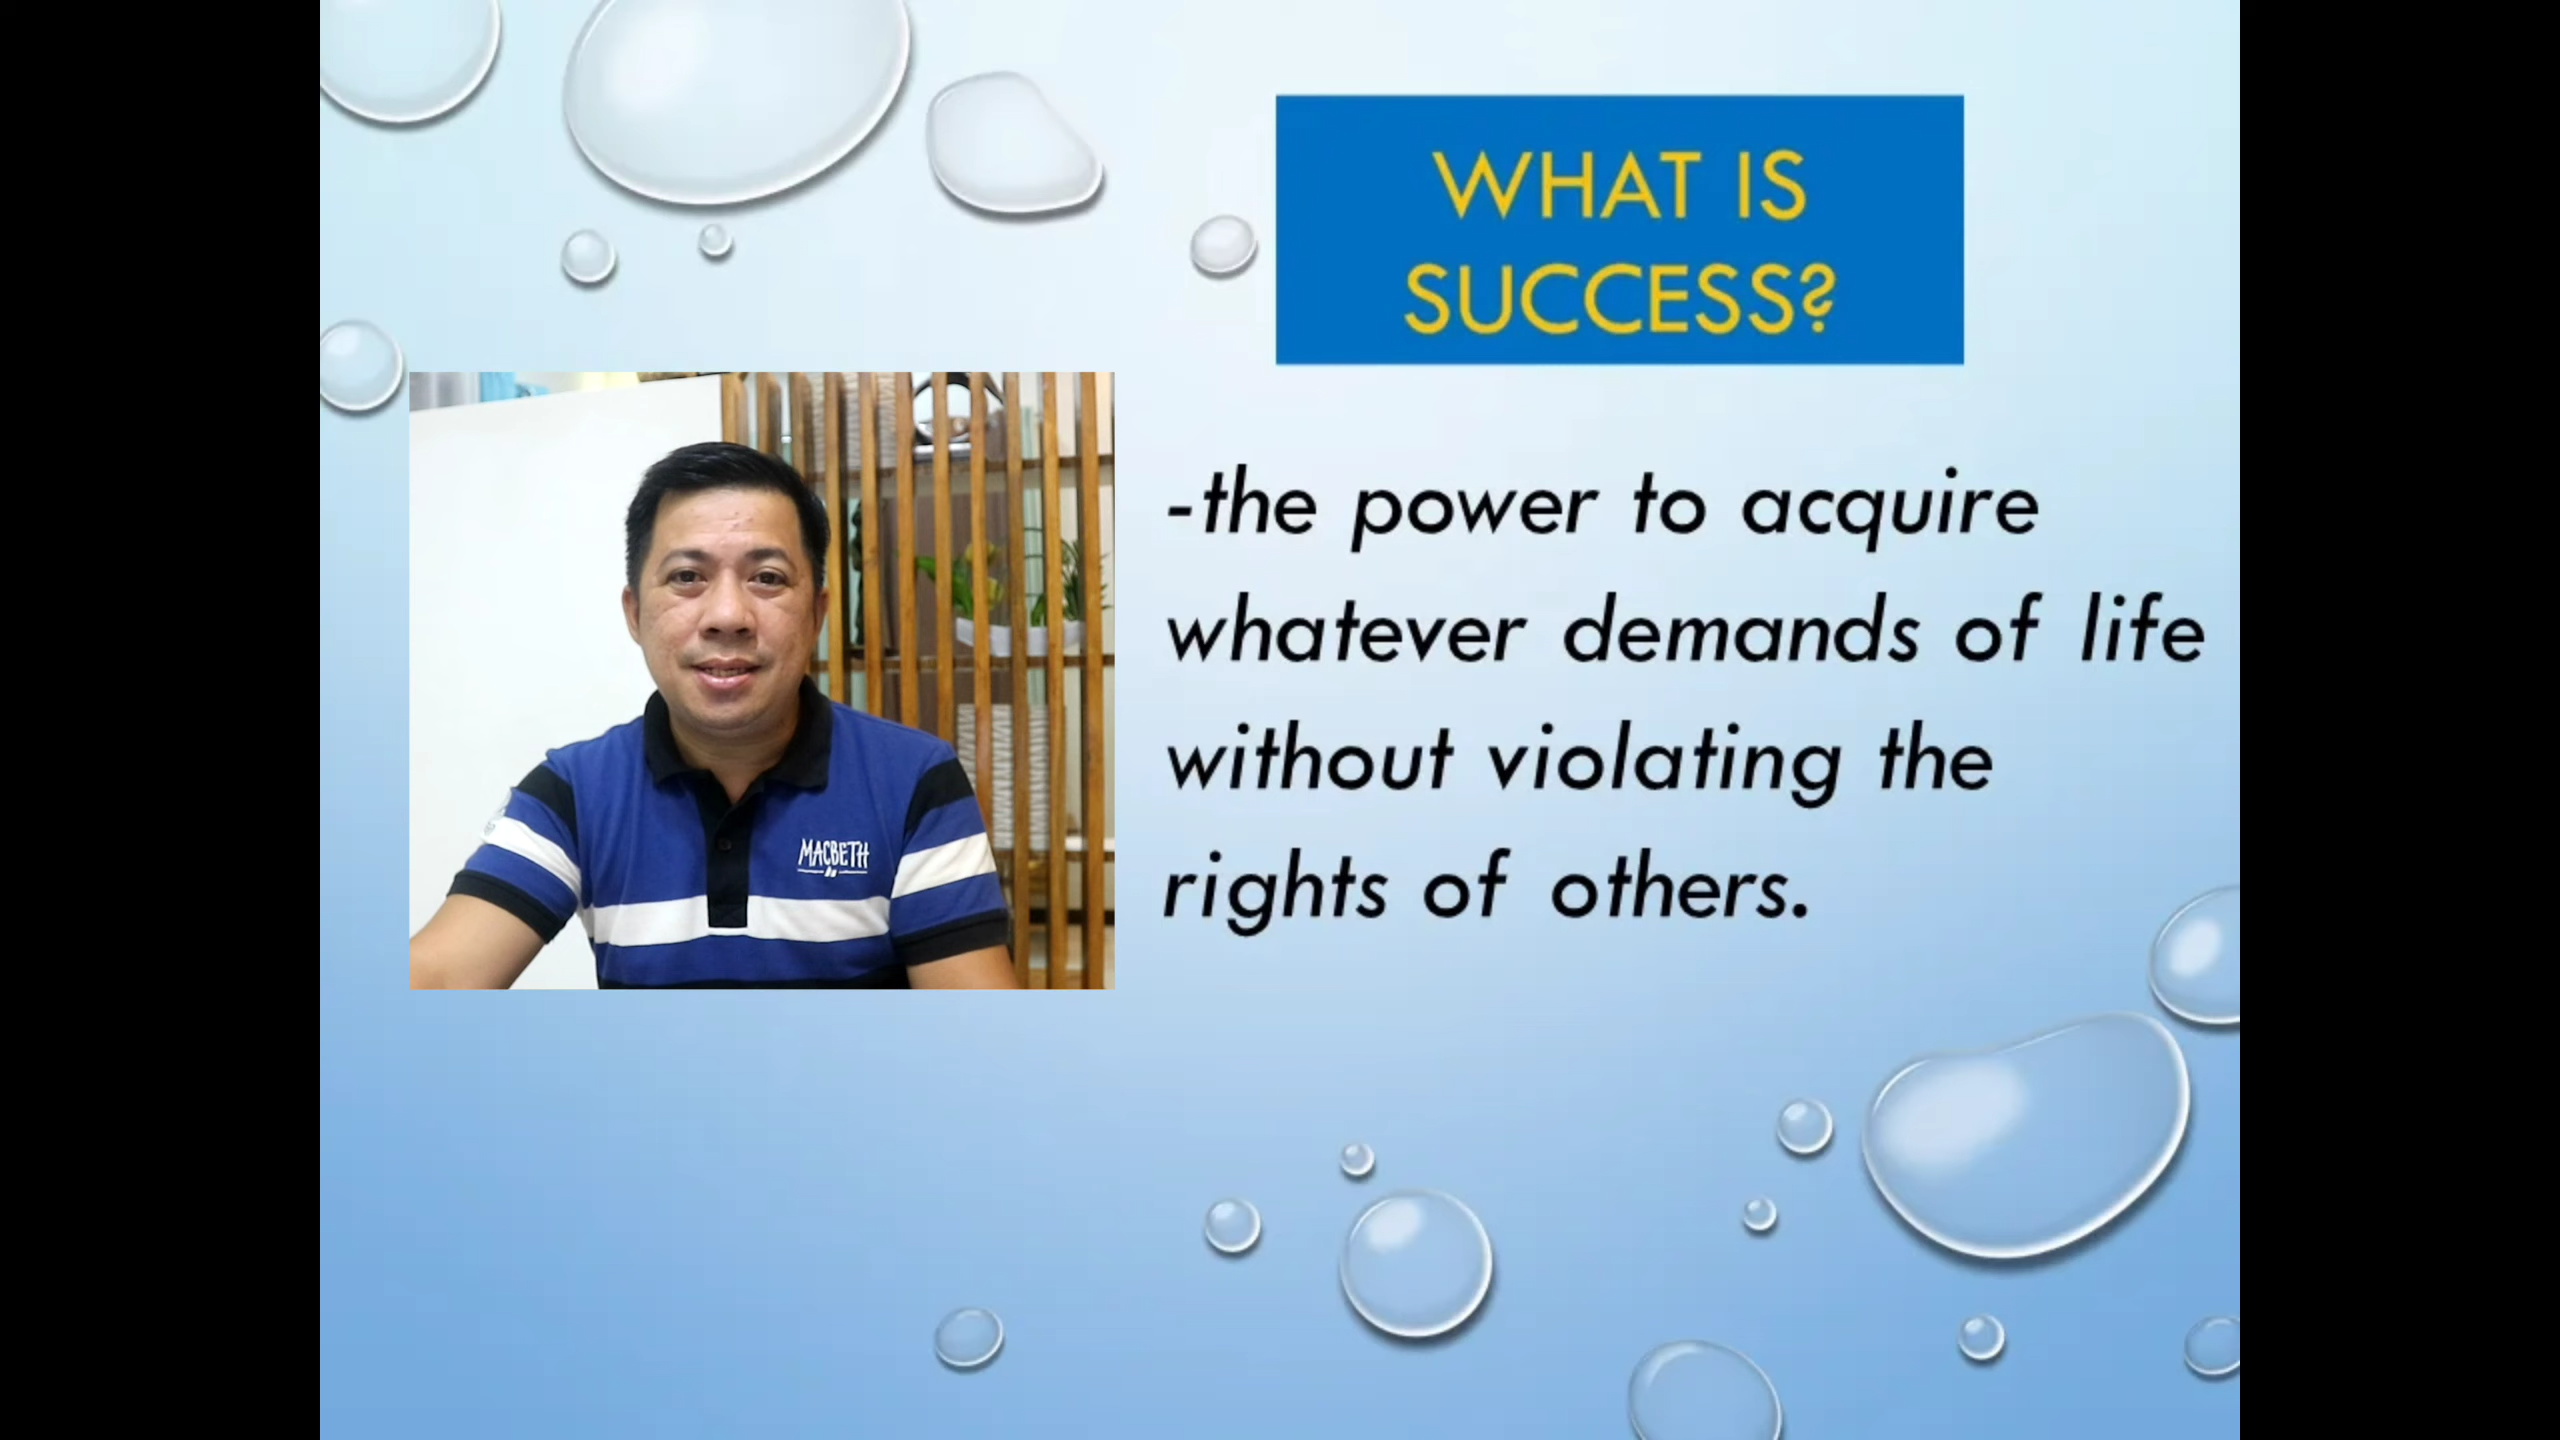 WHAT IS
SUCCESS?
-the power to acquire
whatever demands of life
without violating the
rights of others.
MACBETH